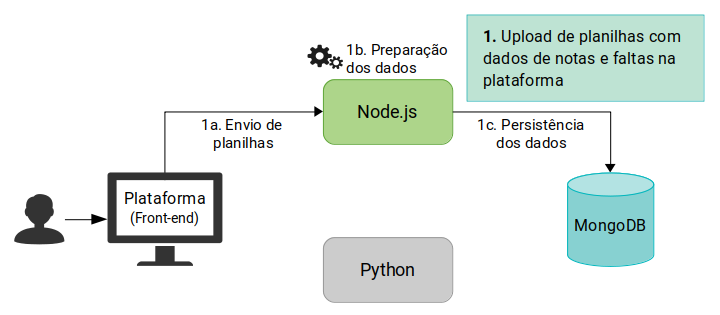 1. Upload de planilhas com
dados de notas e faltas na
plataforma
1b. Preparação
dos dados
Node.js
1a. Envio de
planilhas
1c. Persistência
dos dados
Plataforma
(Front-end)
MongoDB
Python